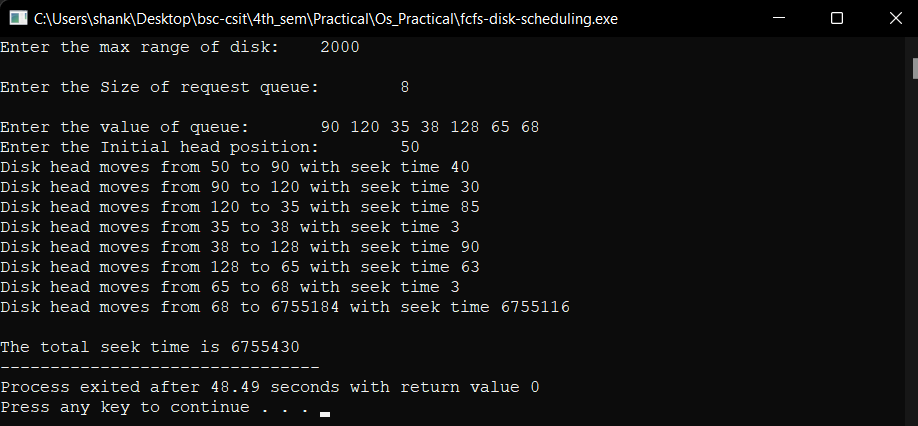 C:\Users\shank\Desktop\bsc-csit\4th_sem\Practical\Os_Practical\fcfs-disk-scheduling.exe
Enter the max range of disk:    2000
Enter the Size of request queue:        8
Enter the value of queue:       90 120 35 38 128 65 68
Enter the Initial head position:        50
Disk head moves from 50 to 90 with seek time 40
Disk head moves from 90 to 120 with seek time 30
Disk head moves from 120 to 35 with seek time 85
Disk head moves from 35 to 38 with seek time 3
Disk head moves from 38 to 128 with seek time 90
Disk head moves from 128 to 65 with seek time 63
Disk head moves from 65 to 68 with seek time 3
Disk head moves from 68 to 6755184 with seek time 6755116
The total seek time is 6755430
--------------------------------
Process exited after 48.49 seconds with return value 0
Press any key to continue . . .